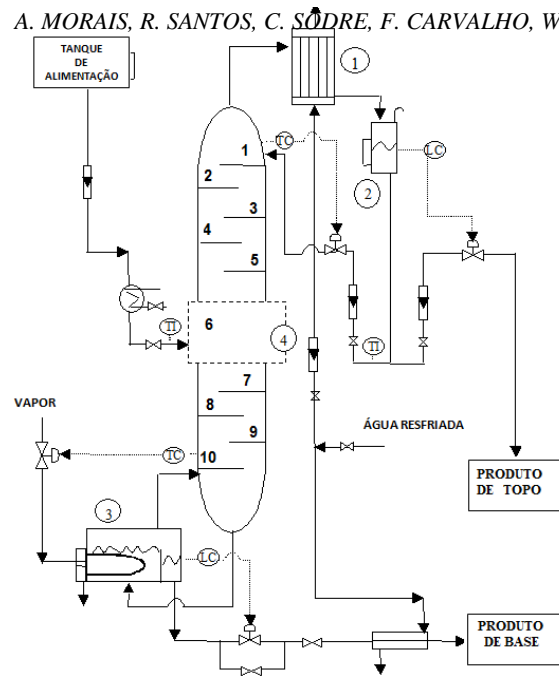 A. MORAIS, R. SANTOS, C. SODRE, F. CARVALHO, W
TANQUE
DE
ALIMENTAÇÃO
1
TC
1
LC
2
2
3
4
5
6
TI
4
TI
7
VAPOR
8
ÁGUA RESFRIADA
9
TC
10
PRODUTO
DE TOPO
3
LC
PRODUTO
DE BASE